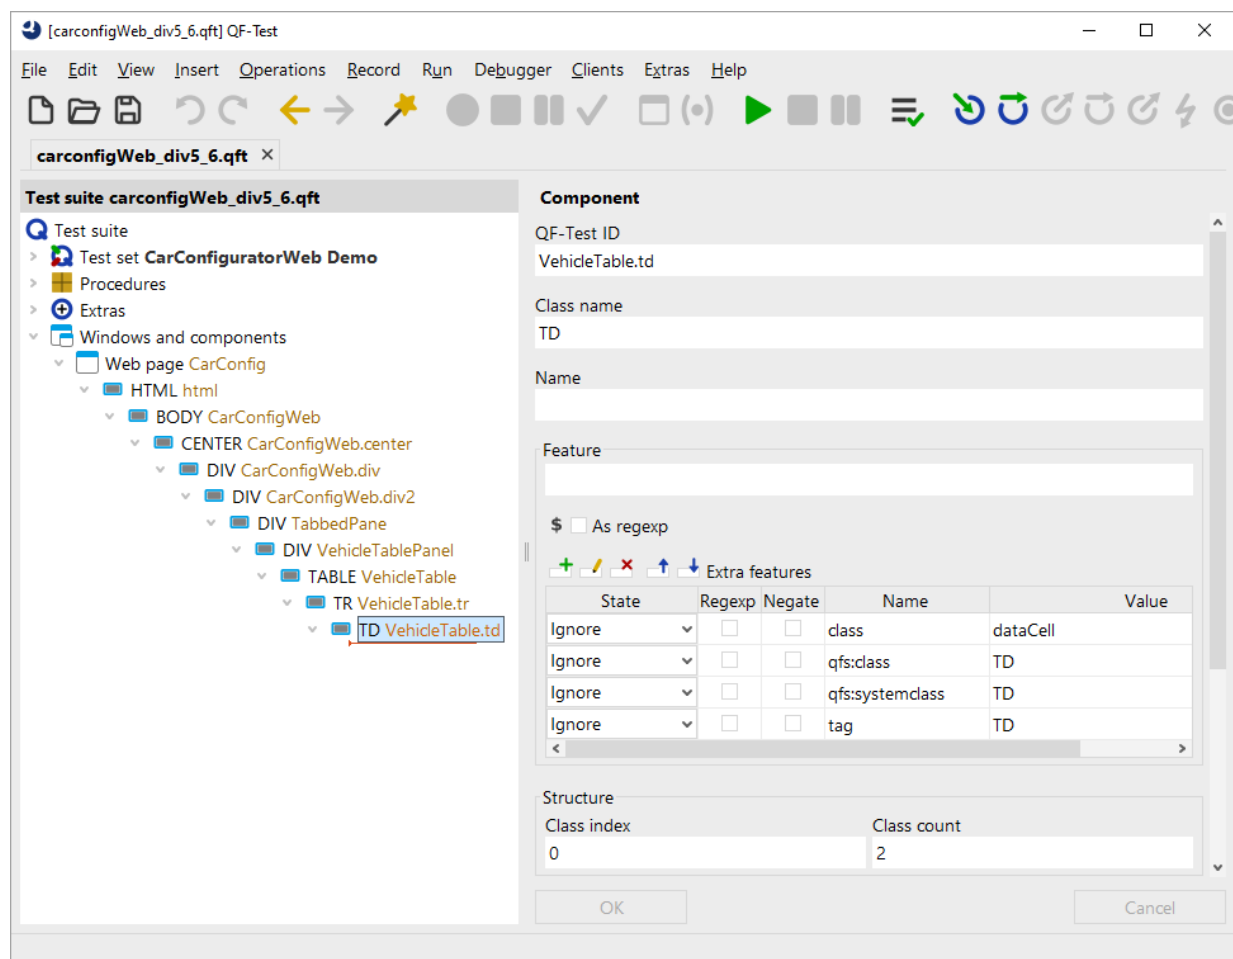 [carconfigWeb_div5_6.qft] QF-Test
File Edit View Insert Operations Record Run Debugger Clients Extras Help
carconfigWeb_div5_6.qft
Test suite carconfigWeb_div5_6.qft
Test suite
Test set CarConfiguratorWeb Demo
Procedures
Extras
Windows and components
Web page CarConfig
HTML html
BODY CarConfigWeb
CENTER CarConfigWeb.center
DIV CarConfigWeb.div
DIV CarConfigWeb.div2
DIV TabbedPane
DIV VehicleTablePanel
TABLE VehicleTable
TR VehicleTable.tr
TD VehicleTable.td
Component
QF-Test ID
VehicleTable.td
Class name
TD
Name
Feature
$ As regexp
Extra features
State Regexp Negate Name Value
Ignore class dataCell
Ignore qfs:class TD
Ignore qfs:systemclass TD
Ignore tag TD
Structure
Class index Class count
0 2
OK Cancel